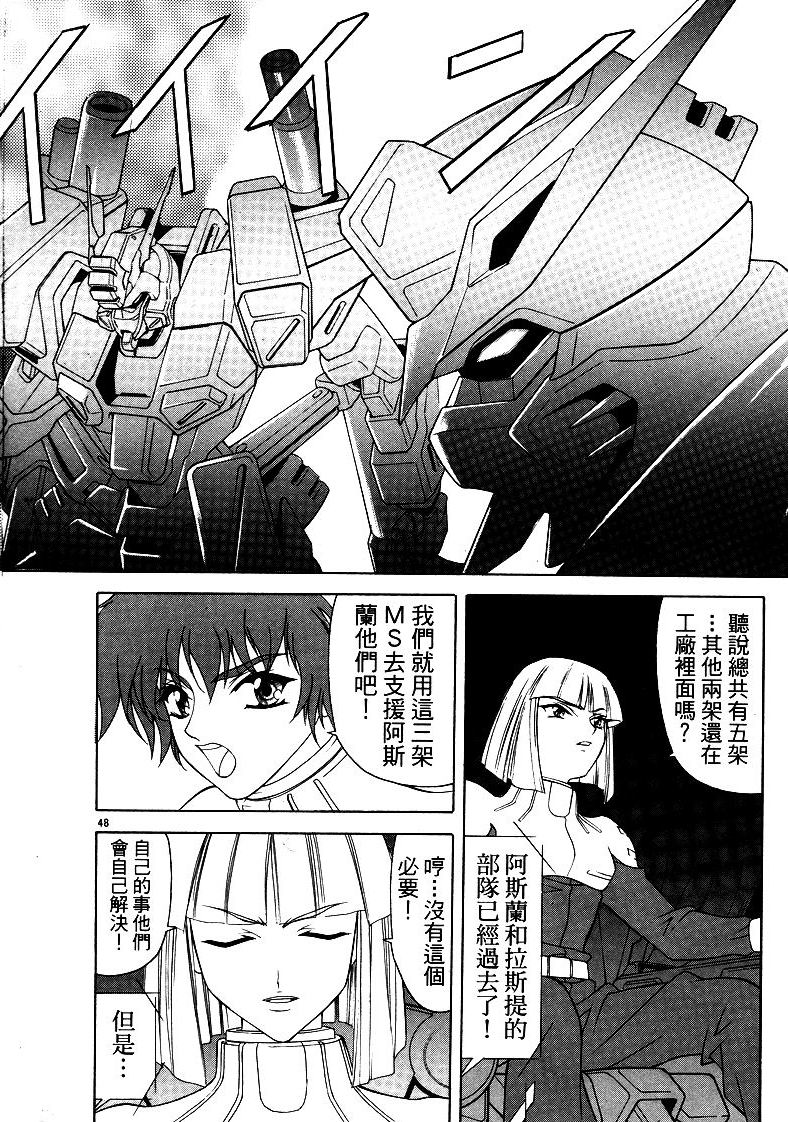 イイイーン
聽說總共有五架
…其他兩架還在
工廠裡面嗎？
阿斯蘭和拉斯提的
部隊已經過去了！
我們就用這三架
MS去支援阿斯
蘭他們吧！
48
哼…沒有這個
必要！
自己的事他們
會自己解決！
但是…